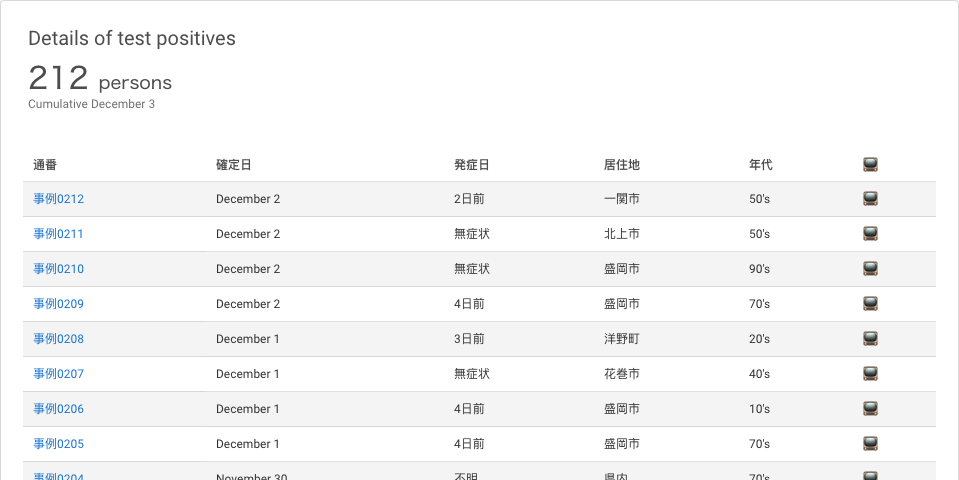 Details of test positives
212 persons
Cumulative December 3
通番 確定日 発症日 居住地 年代
事例0212 December 2 2日前 一関市 50's
事例0211 December 2 無症状 北上市 50's
事例0210 December 2 無症状 盛岡市 90's
事例0209 December 2 4日前 盛岡市 70's
事例0208 December 1 3日前 洋野町 20's
事例0207 December 1 無症状 花巻市 40's
事例0206 December 1 4日前 盛岡市 10's
事例0205 December 1 4日前 盛岡市 70's
事例0204 November 30 不明 県内 70's